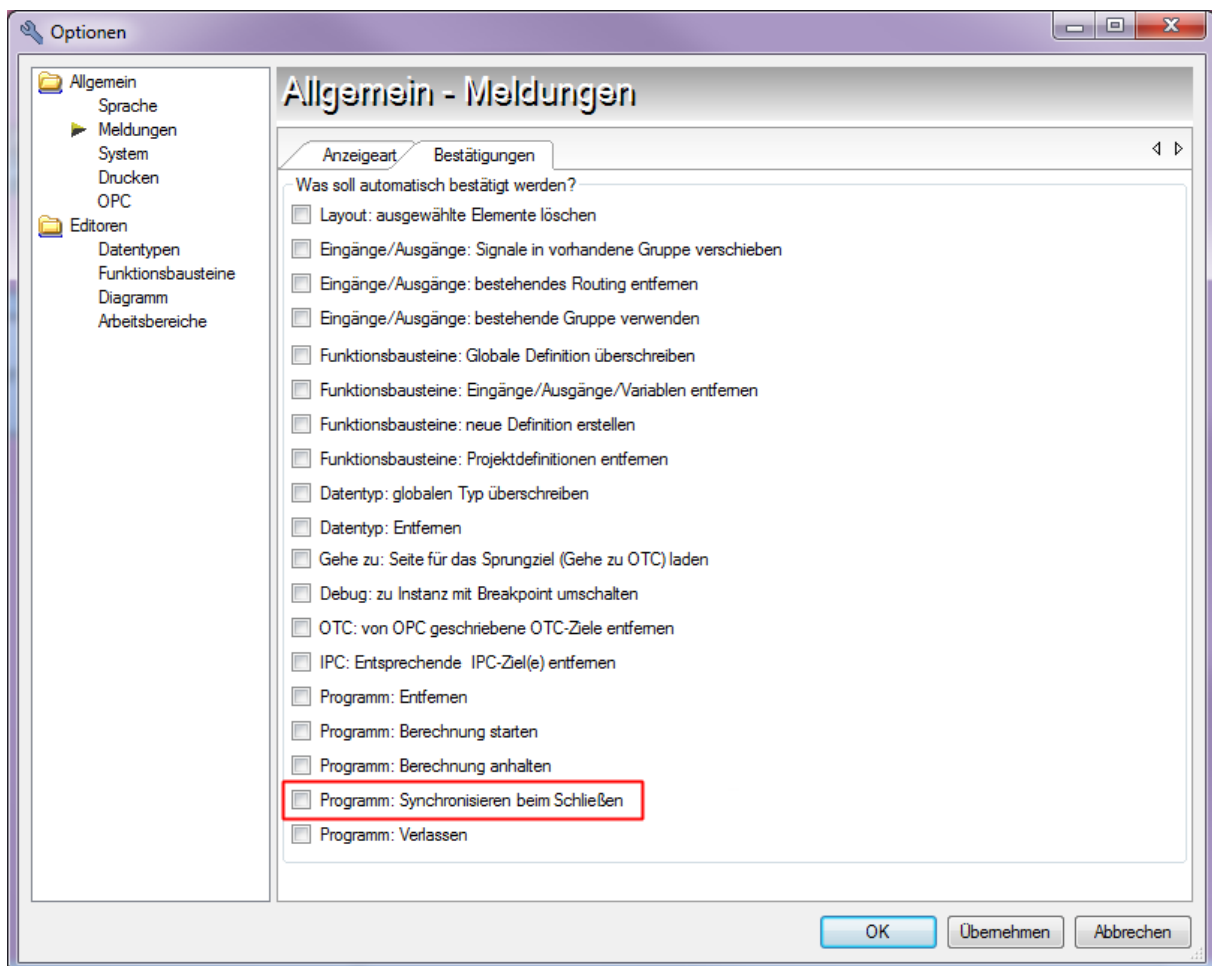 Optionen
Allgemein
Sprache
Meldungen
System
Drucken
OPC
Editoren
Datentypen
Funktionsbausteine
Diagramm
Arbeitsbereiche
Allgemein - Meldungen
Anzeigeart
Bestätigungen
Was soll automatisch bestätigt werden?
Layout: ausgewählte Elemente löschen
Eingänge/Ausgänge: Signale in vorhandene Gruppe verschieben
Eingänge/Ausgänge: bestehendes Routing entfernen
Eingänge/Ausgänge: bestehende Gruppe verwenden
Funktionsbausteine: Globale Definition überschreiben
Funktionsbausteine: Eingänge/Ausgänge/Variablen entfernen
Funktionsbausteine: neue Definition erstellen
Funktionsbausteine: Projektdefinitionen entfernen
Datentyp: globalen Typ überschreiben
Datentyp: Entfernen
Gehe zu: Seite für das Sprungziel (Gehe zu OTC) laden
Debug: zu Instanz mit Breakpoint umschalten
OTC: von OPC geschriebene OTC-Ziele entfernen
IPC: Entsprechende IPC-Ziel(e) entfernen
Programm: Entfernen
Programm: Berechnung starten
Programm: Berechnung anhalten
Programm: Synchronisieren beim Schließen
Programm: Verlassen
OK
Übernehmen
Abbrechen